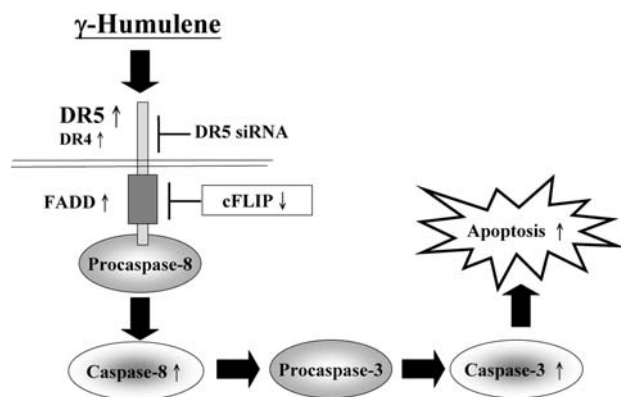 γ-Humulene
DR5 ↑
DR4 ↑
DR5 siRNA
FADD ↑
cFLIP ↓
Procaspase-8
Apoptosis ↑
Caspase-8 ↑
Procaspase-3
Caspase-3 ↑